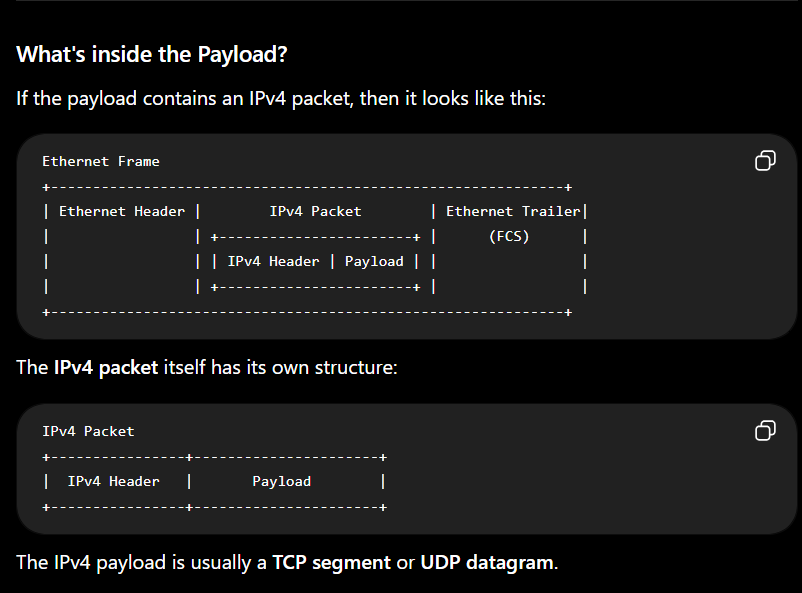 What's inside the Payload?
If the payload contains an IPv4 packet, then it looks like this:
Ethernet Frame
+-------------------------------------------------------------+
| Ethernet Header |        IPv4 Packet        | Ethernet Trailer|
|                 | +-----------------------+ |      (FCS)      |
|                 | | IPv4 Header | Payload | |                 |
|                 | +-----------------------+ |                 |
+-------------------------------------------------------------+
The IPv4 packet itself has its own structure:
IPv4 Packet
+----------------+----------------------+
|  IPv4 Header   |       Payload        |
+----------------+----------------------+
The IPv4 payload is usually a TCP segment or UDP datagram.